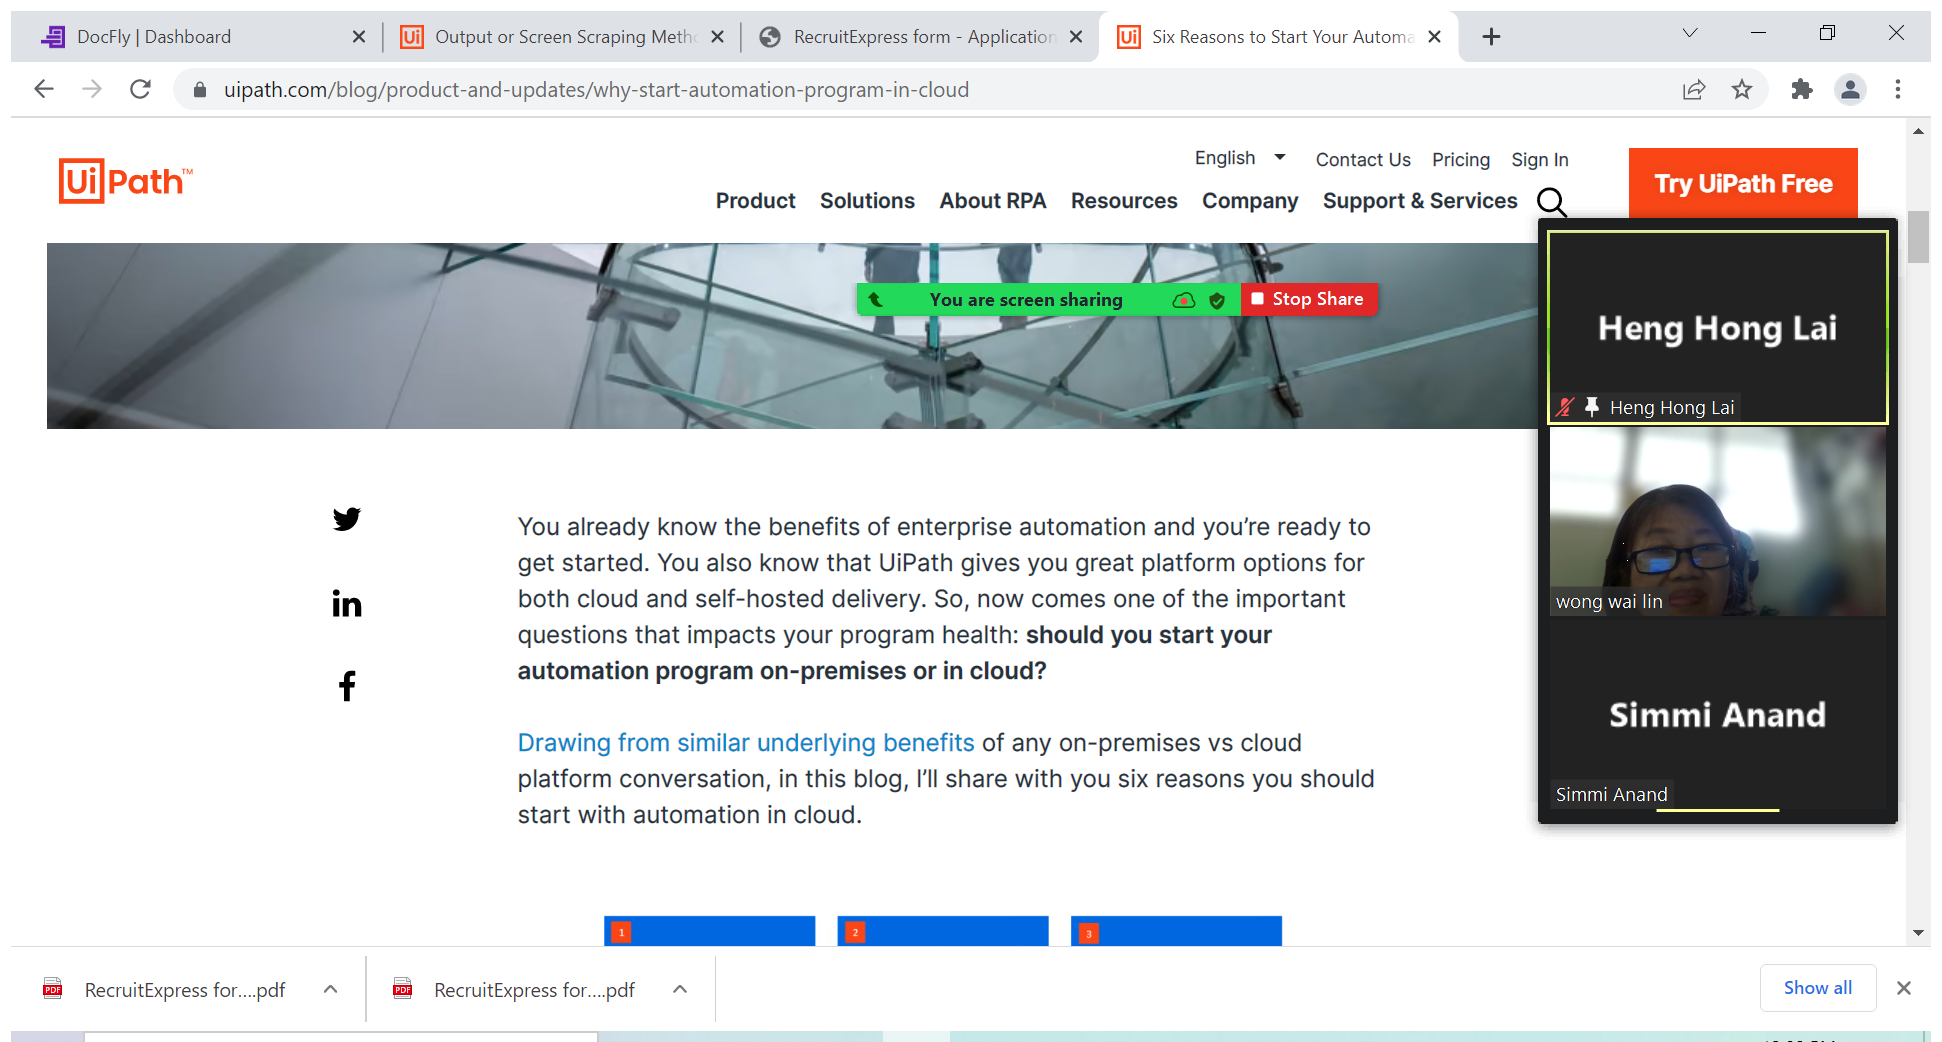 DocFly | Dashboard
Output or Screen Scraping Metho
RecruitExpress form - Application
Six Reasons to Start Your Automa
uipath.com/blog/product-and-updates/why-start-automation-program-in-cloud
English
Contact Us
Pricing
Sign In
UiPath™
Product
Solutions
About RPA
Resources
Company
Support & Services
Try UiPath Free
You are screen sharing
Stop Share
Heng Hong Lai
Heng Hong Lai
wong wai lin
Simmi Anand
Simmi Anand
You already know the benefits of enterprise automation and you’re ready to
get started. You also know that UiPath gives you great platform options for
both cloud and self-hosted delivery. So, now comes one of the important
questions that impacts your program health: should you start your
automation program on-premises or in cloud?
Drawing from similar underlying benefits of any on-premises vs cloud
platform conversation, in this blog, I’ll share with you six reasons you should
start with automation in cloud.
1
2
3
PDF
RecruitExpress for....pdf
PDF
RecruitExpress for....pdf
Show all